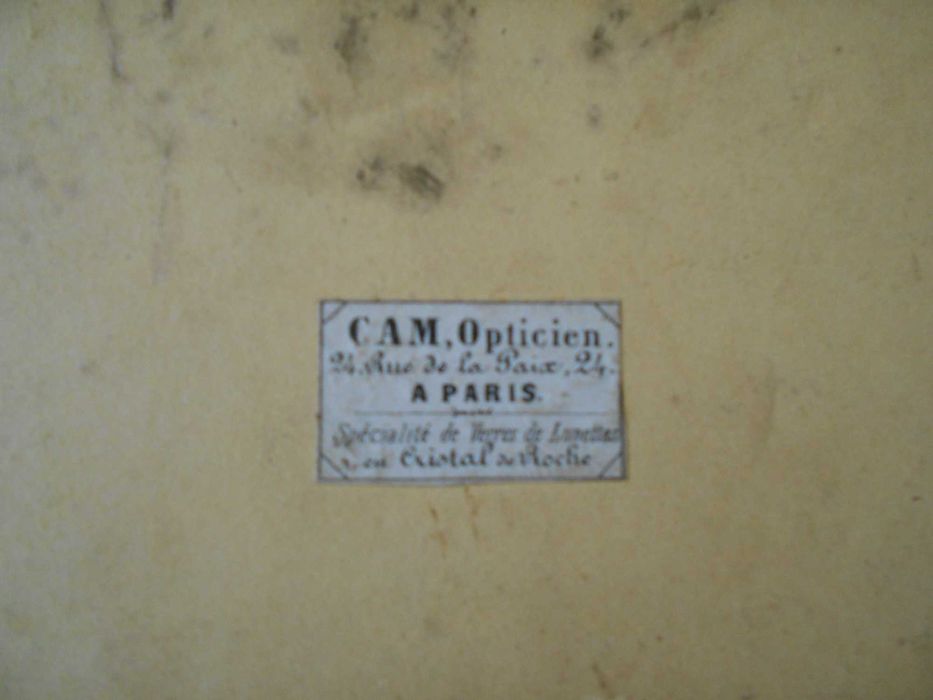 CAM, Opticien.
24. Rue de la Paix, 24.
A PARIS.
Spécialité de Verres de Lunettes
en Cristal de Roche